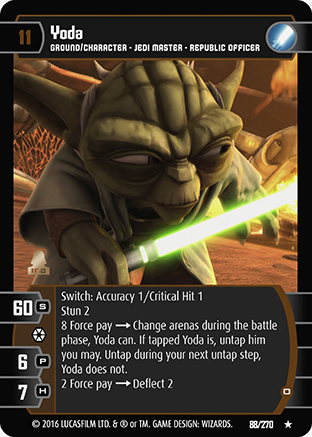 11
Yoda
GROUND/CHARACTER - JEDI MASTER - REPUBLIC OFFICER
60 S
6 P
7 H
Switch: Accuracy 1/Critical Hit 1
Stun 2
8 Force pay → Change arenas during the battle
phase, Yoda can. If tapped Yoda is, untap him
you may. Untap during your next untap step,
Yoda does not.
2 Force pay → Deflect 2
© 2016 LUCASFILM LTD. & ® or TM. GAME DESIGN: WIZARDS.
88/270 ★